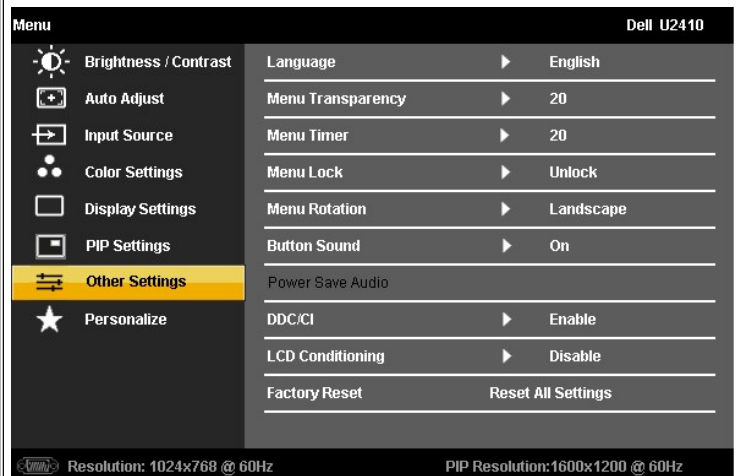 Menu Dell U2410
Brightness / Contrast
Auto Adjust
Input Source
Color Settings
Display Settings
PIP Settings
Other Settings
Personalize
Language English
Menu Transparency 20
Menu Timer 20
Menu Lock Unlock
Menu Rotation Landscape
Button Sound On
Power Save Audio
DDC/CI Enable
LCD Conditioning Disable
Factory Reset Reset All Settings
Resolution: 1024x768 @ 60Hz PIP Resolution:1600x1200 @ 60Hz